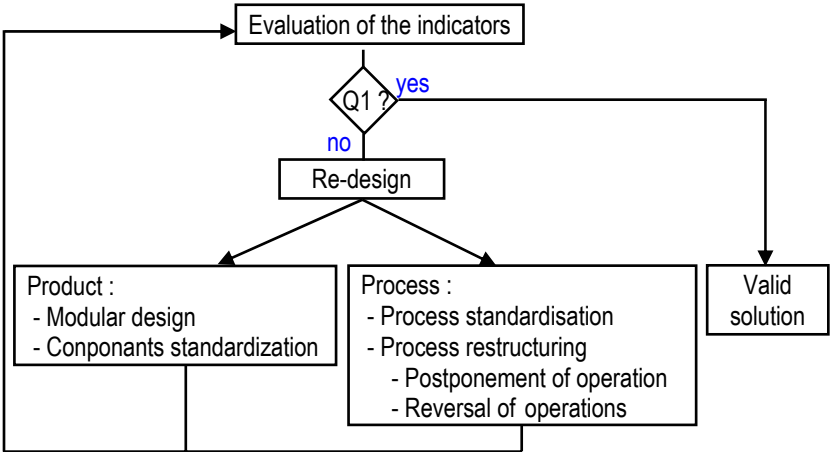 Evaluation of the indicators
Q1 ?
yes
no
Re-design
Product :
- Modular design
- Conponants standardization
Process :
- Process standardisation
- Process restructuring
- Postponement of operation
- Reversal of operations
Valid
solution